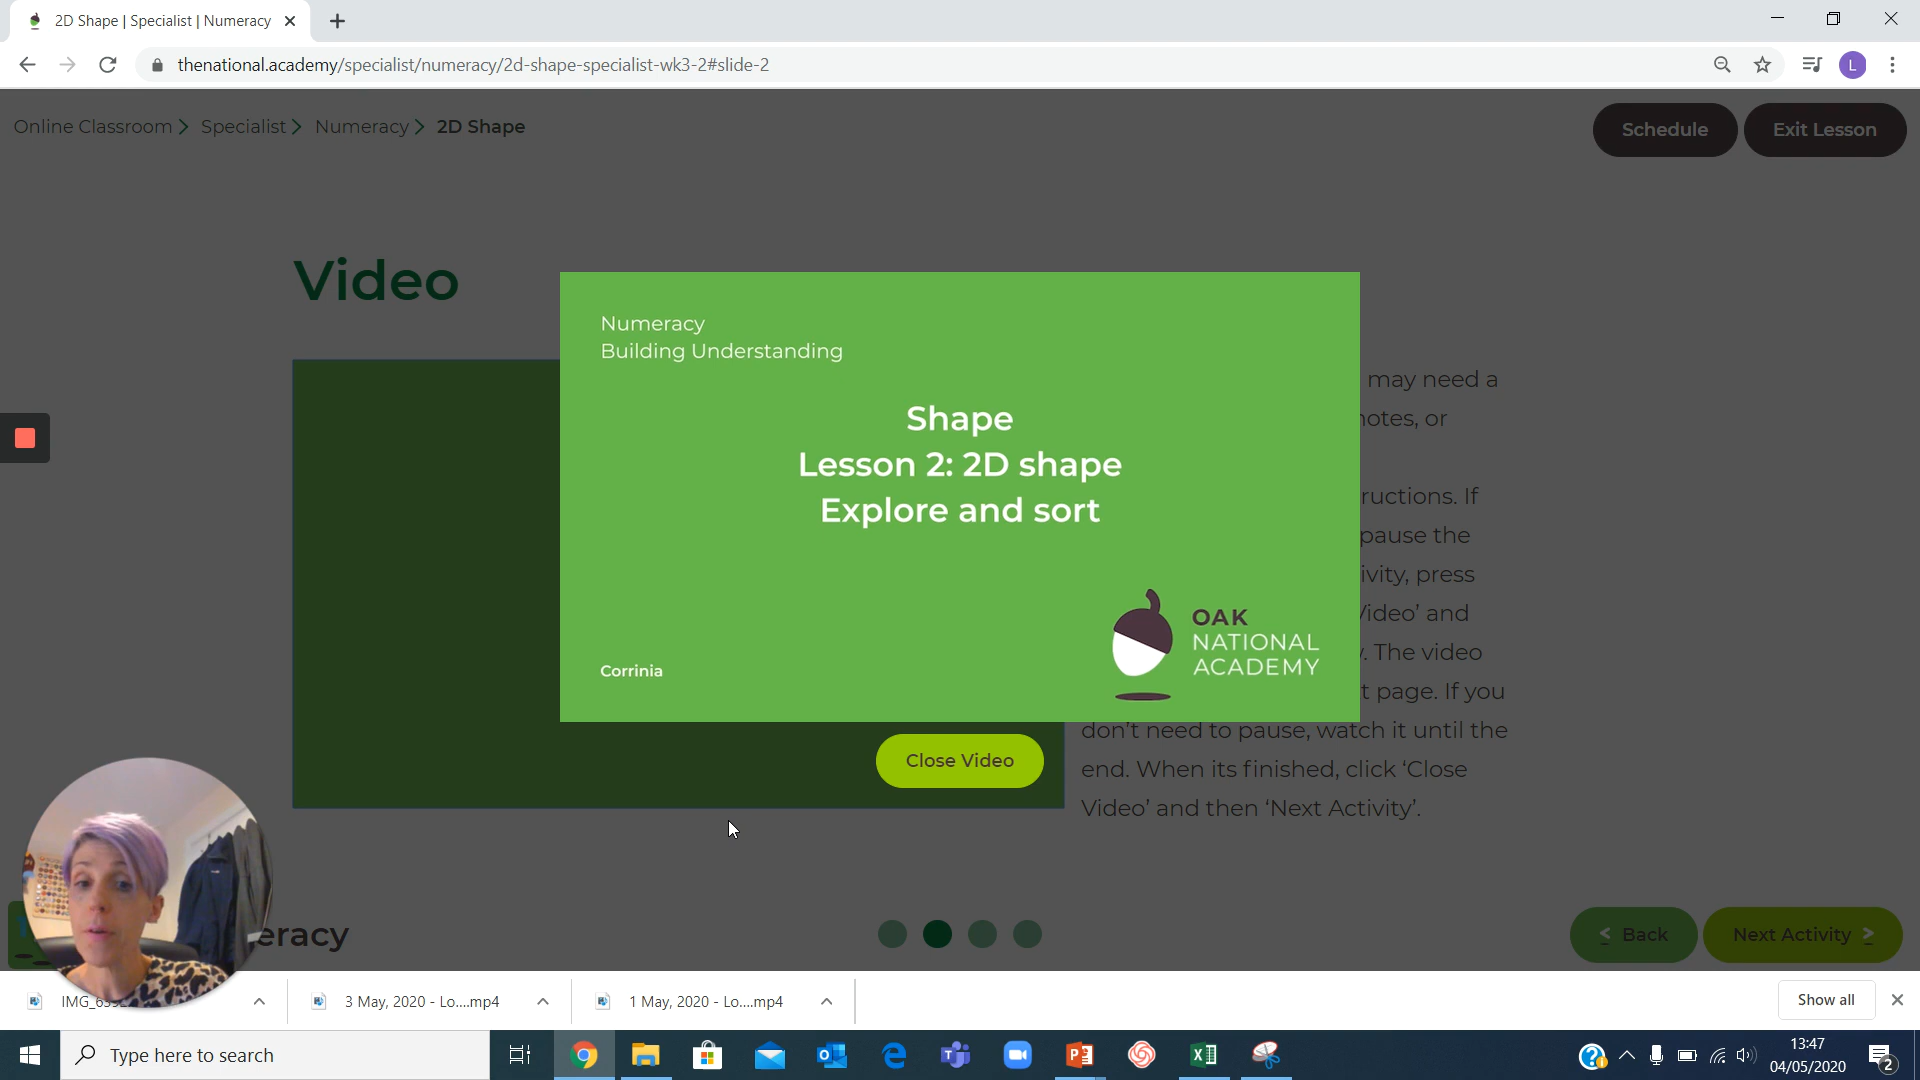 2D Shape | Specialist | Numeracy
thenational.academy/specialist/numeracy/2d-shape-specialist-wk3-2#slide-2
L
Online Classroom > Specialist > Numeracy > 2D Shape
Schedule
Exit Lesson
Video
Numeracy
Building Understanding
Shape
Lesson 2: 2D shape
Explore and sort
Corrinia
OAK
NATIONAL
ACADEMY
may need a
notes, or
ructions. If
pause the
ivity, press
Video' and
. The video
t page. If you
don't need to pause, watch it until the
end. When its finished, click 'Close
Video' and then 'Next Activity'.
Close Video
eracy
< Back
Next Activity >
3 May, 2020 - Lo....mp4
1 May, 2020 - Lo....mp4
Show all
Type here to search
13:47
04/05/2020
2